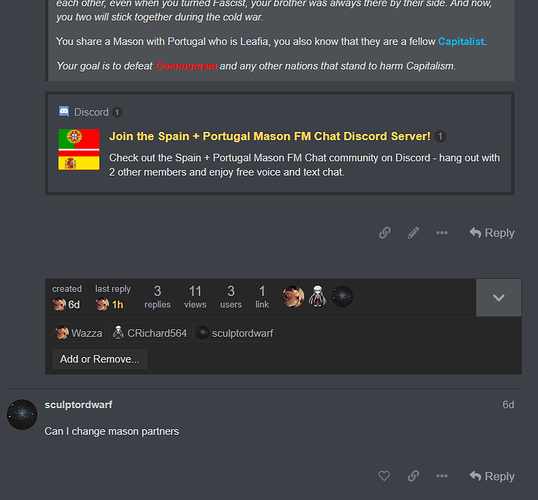 each other, even when you turned Fascist, your brother was always there by their side. And now,
you two will stick together during the cold war.
You share a Mason with Portugal who is Leafia, you also know that they are a fellow Capitalist.
Your goal is to defeat Communism and any other nations that stand to harm Capitalism.
Discord 1
Join the Spain + Portugal Mason FM Chat Discord Server! 1
Check out the Spain + Portugal Mason FM Chat community on Discord - hang out with
2 other members and enjoy free voice and text chat.
Reply
created last reply 3 11 3 1
6d 1h replies views users link
Wazza CRichard564 sculptordwarf
Add or Remove...
sculptordwarf 6d
Can I change mason partners
Reply